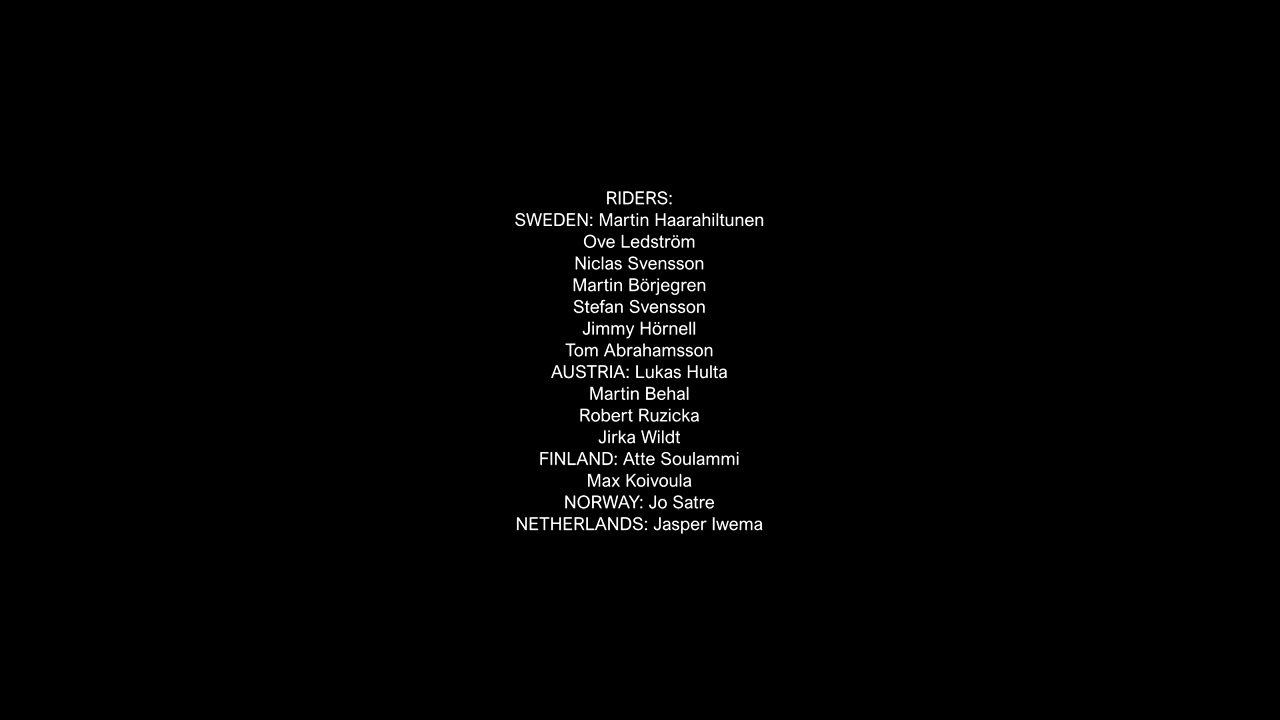 RIDERS:
SWEDEN: Martin Haarahiltunen
Ove Ledström
Niclas Svensson
Martin Börjegren
Stefan Svensson
Jimmy Hörnell
Tom Abrahamsson
AUSTRIA: Lukas Hulta
Martin Behal
Robert Ruzicka
Jirka Wildt
FINLAND: Atte Soulammi
Max Koivoula
NORWAY: Jo Satre
NETHERLANDS: Jasper Iwema